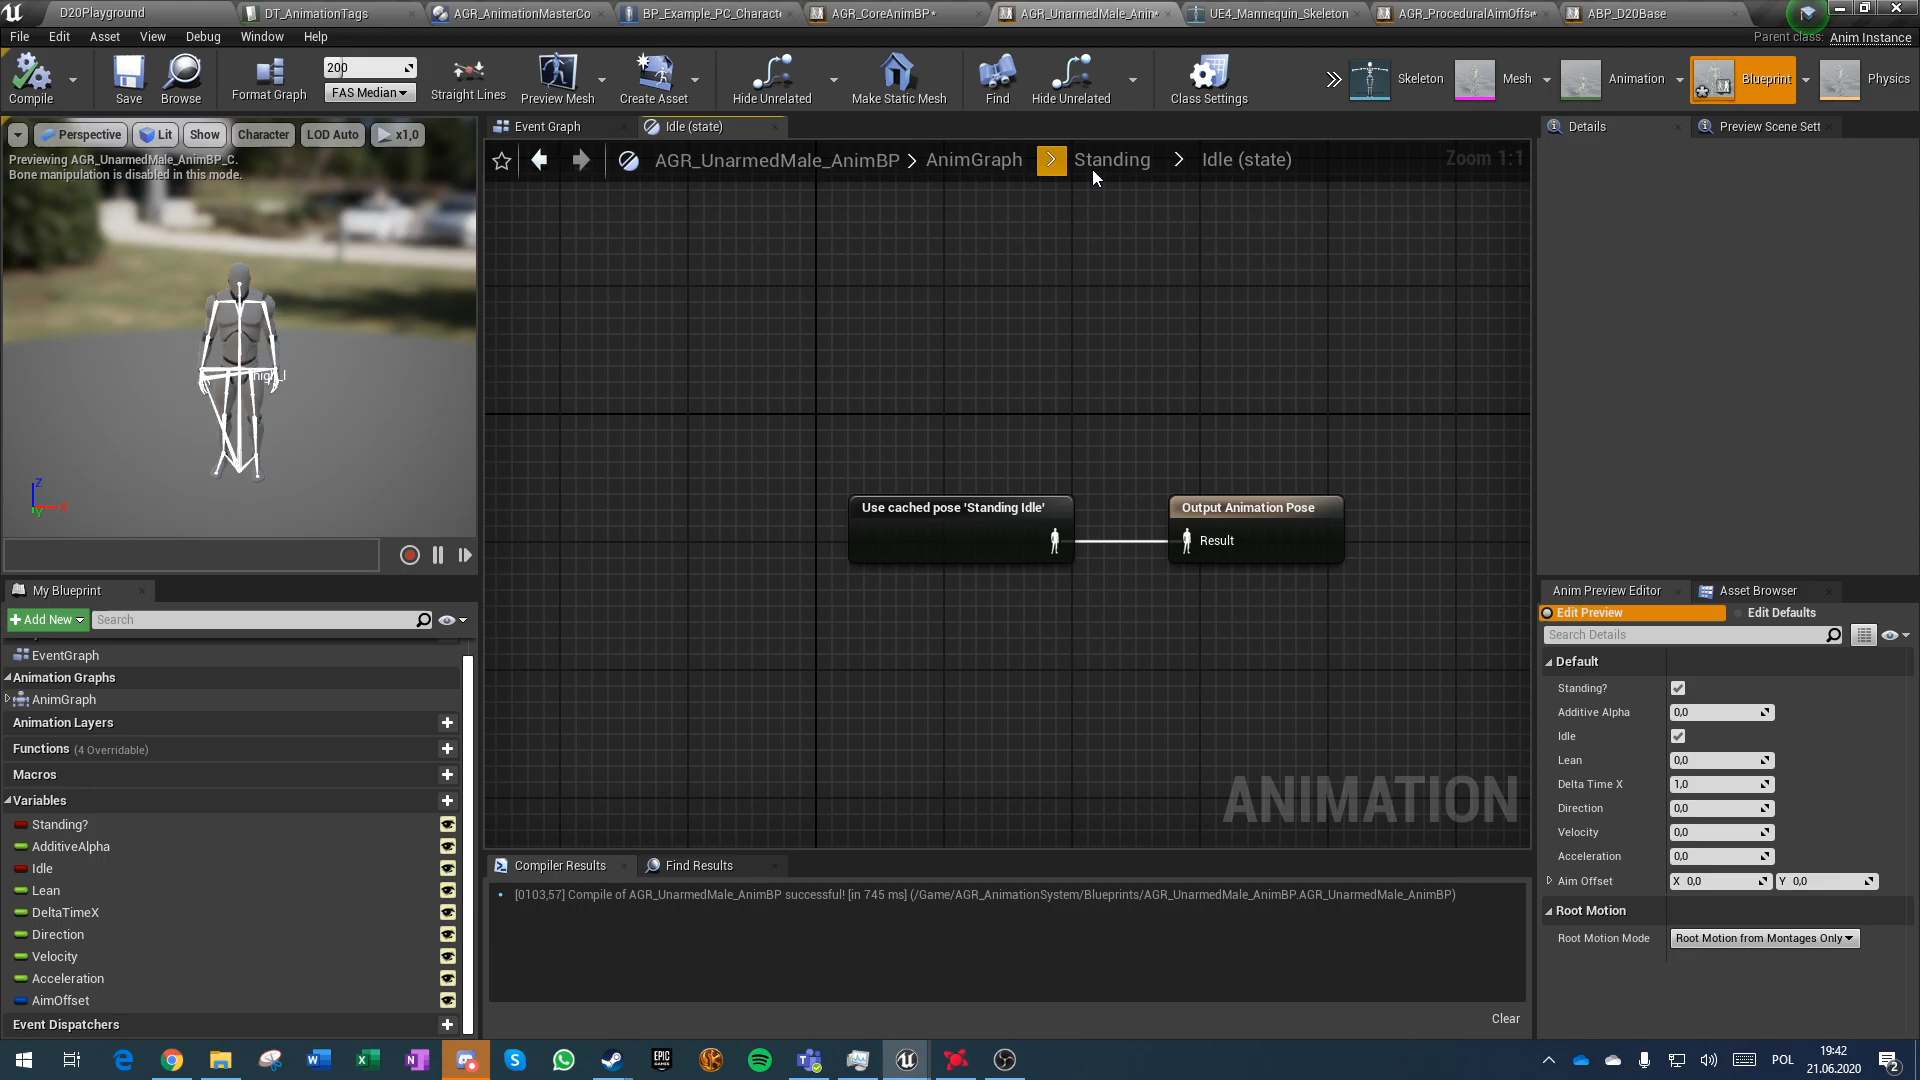 D20Playground
DT_AnimationTags
AGR_AnimationMasterCo
BP_Example_PC_Charact
AGR_CoreAnimBP*
AGR_UnarmedMale_Anin*
UE4_Mannequin_Skeleton
AGR_ProceduralAimOffs*
ABP_D20Base
File Edit Asset View Debug Window Help
Parent class: Anim Instance
Compile
Save
Browse
Format Graph
200
FAS Median
Straight Lines
Preview Mesh
Create Asset
Hide Unrelated
Make Static Mesh
Find
Hide Unrelated
Class Settings
Skeleton
Mesh
Animation
Blueprint
Physics
Perspective
Lit
Show
Character
LOD Auto
x1,0
Previewing AGR_UnarmedMale_AnimBP_C.
Bone manipulation is disabled in this mode.
Z
X
Y
Event Graph
Idle (state)
AGR_UnarmedMale_AnimBP > AnimGraph > Standing > Idle (state)
Zoom 1:1
Use cached pose 'Standing Idle'
Output Animation Pose
Result
ANIMATION
My Blueprint
+ Add New
Search
EventGraph
Animation Graphs
AnimGraph
Animation Layers
Functions (4 Overridable)
Macros
Variables
Standing?
AdditiveAlpha
Idle
Lean
DeltaTimeX
Direction
Velocity
Acceleration
AimOffset
Event Dispatchers
Compiler Results
Find Results
[0103,57] Compile of AGR_UnarmedMale_AnimBP successful! [in 745 ms] (/Game/AGR_AnimationSystem/Blueprints/AGR_UnarmedMale_AnimBP.AGR_UnarmedMale_AnimBP)
Clear
Details
Preview Scene Sett
Anim Preview Editor
Asset Browser
Edit Preview
Edit Defaults
Search Details
Default
Standing?
Additive Alpha 0,0
Idle
Lean 0,0
Delta Time X 1,0
Direction 0,0
Velocity 0,0
Acceleration 0,0
Aim Offset X 0,0 Y 0,0
Root Motion
Root Motion Mode Root Motion from Montages Only
POL
19:42
21.06.2020
2